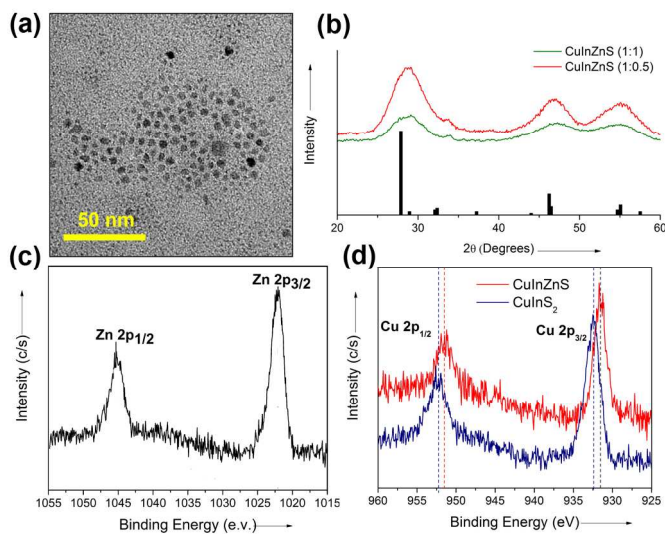 (a)
50 nm
(b)
CuInZnS (1:1)
CuInZnS (1:0.5)
Intensity
20 30 40 50 60
2θ (Degrees)
(c)
Zn 2p3/2
Zn 2p1/2
Intensity (c/s)
1055 1050 1045 1040 1035 1030 1025 1020 1015
Binding Energy (e.v.)
(d)
CuInZnS
CuInS2
Cu 2p1/2
Cu 2p3/2
Intensity (c/s)
960 955 950 945 940 935 930 925
Binding Energy (eV)